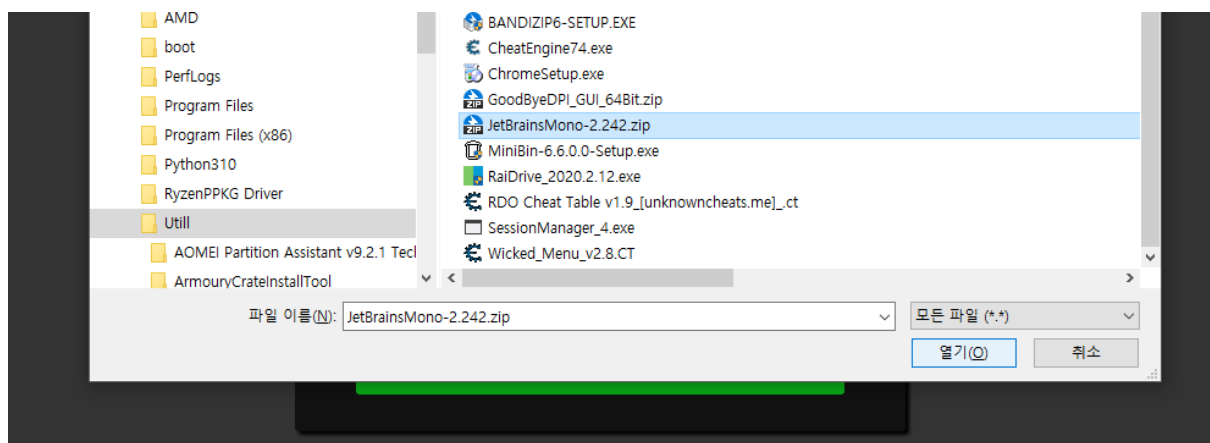 AMD
boot
PerfLogs
Program Files
Program Files (x86)
Python310
RyzenPPKG Driver
Utill
AOMEI Partition Assistant v9.2.1 Tecl
ArmouryCrateInstallTool
BANDIZIP6-SETUP.EXE
CheatEngine74.exe
ChromeSetup.exe
GoodByeDPI_GUI_64Bit.zip
JetBrainsMono-2.242.zip
MiniBin-6.6.0.0-Setup.exe
RaiDrive_2020.2.12.exe
RDO Cheat Table v1.9_[unknowncheats.me]_.ct
SessionManager_4.exe
Wicked_Menu_v2.8.CT
파일 이름(N): JetBrainsMono-2.242.zip 모든 파일 (*.*)
열기(O) 취소